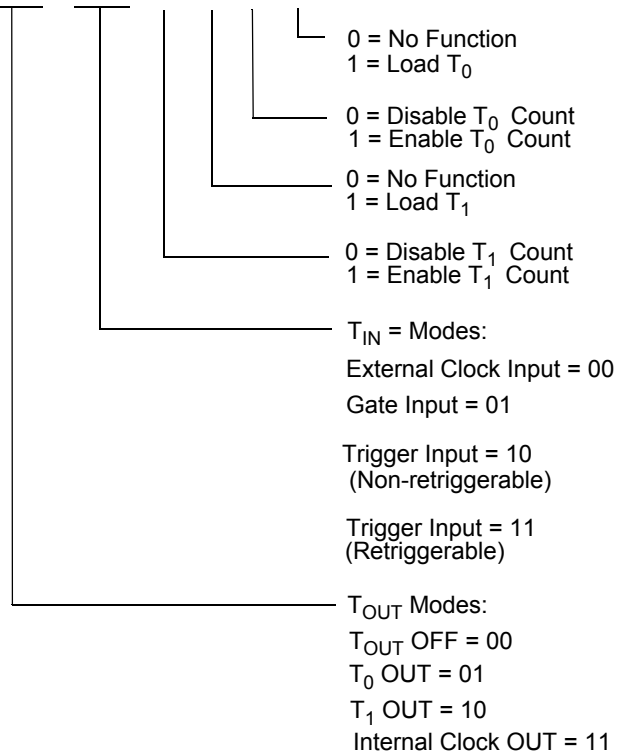 0 = No Function
1 = Load T0
0 = Disable T0 Count
1 = Enable T0 Count
0 = No Function
1 = Load T1
0 = Disable T1 Count
1 = Enable T1 Count
TIN = Modes:
External Clock Input = 00
Gate Input = 01
Trigger Input = 10
(Non-retriggerable)
Trigger Input = 11
(Retriggerable)
TOUT Modes:
TOUT OFF = 00
T0 OUT = 01
T1 OUT = 10
Internal Clock OUT = 11